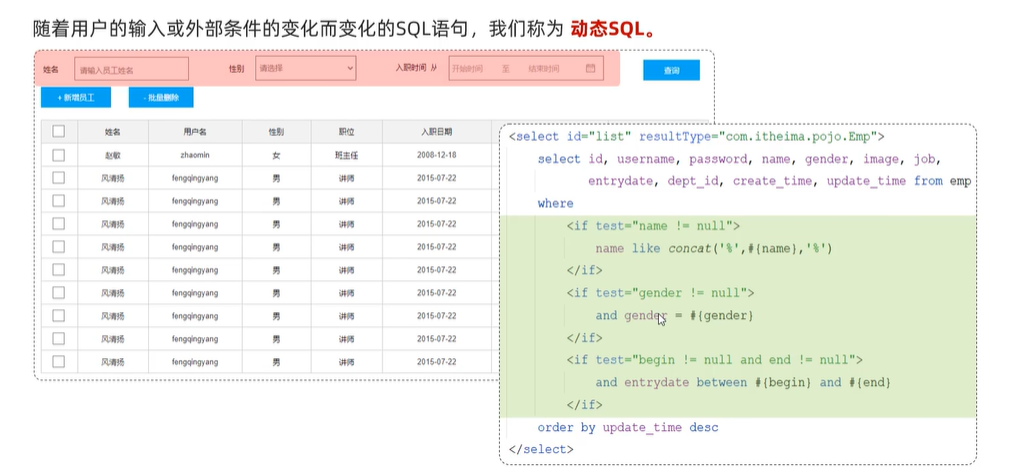 随着用户的输入或外部条件的变化而变化的SQL语句，我们称为 动态SQL。
姓名 请输入员工姓名 性别 请选择 入职时间 从 开始时间 至 结束时间 查询
+ 新增员工 - 批量删除
姓名 用户名 性别 职位 入职日期
赵敏 zhaomin 女 班主任 2008-12-18
风清扬 fengqingyang 男 讲师 2015-07-22
风清扬 fengqingyang 男 讲师 2015-07-22
风清扬 fengqingyang 男 讲师 2015-07-22
风清扬 fengqingyang 男 讲师 2015-07-22
风清扬 fengqingyang 男 讲师 2015-07-22
风清扬 fengqingyang 男 讲师 2015-07-22
风清扬 fengqingyang 男 讲师 2015-07-22
风清扬 fengqingyang 男 讲师 2015-07-22
风清扬 fengqingyang 男 讲师 2015-07-22
<select id="list" resultType="com.itheima.pojo.Emp">
select id, username, password, name, gender, image, job,
entrydate, dept_id, create_time, update_time from emp
where
<if test="name != null">
name like concat('%',#{name},'%')
</if>
<if test="gender != null">
and gender = #{gender}
</if>
<if test="begin != null and end != null">
and entrydate between #{begin} and #{end}
</if>
order by update_time desc
</select>